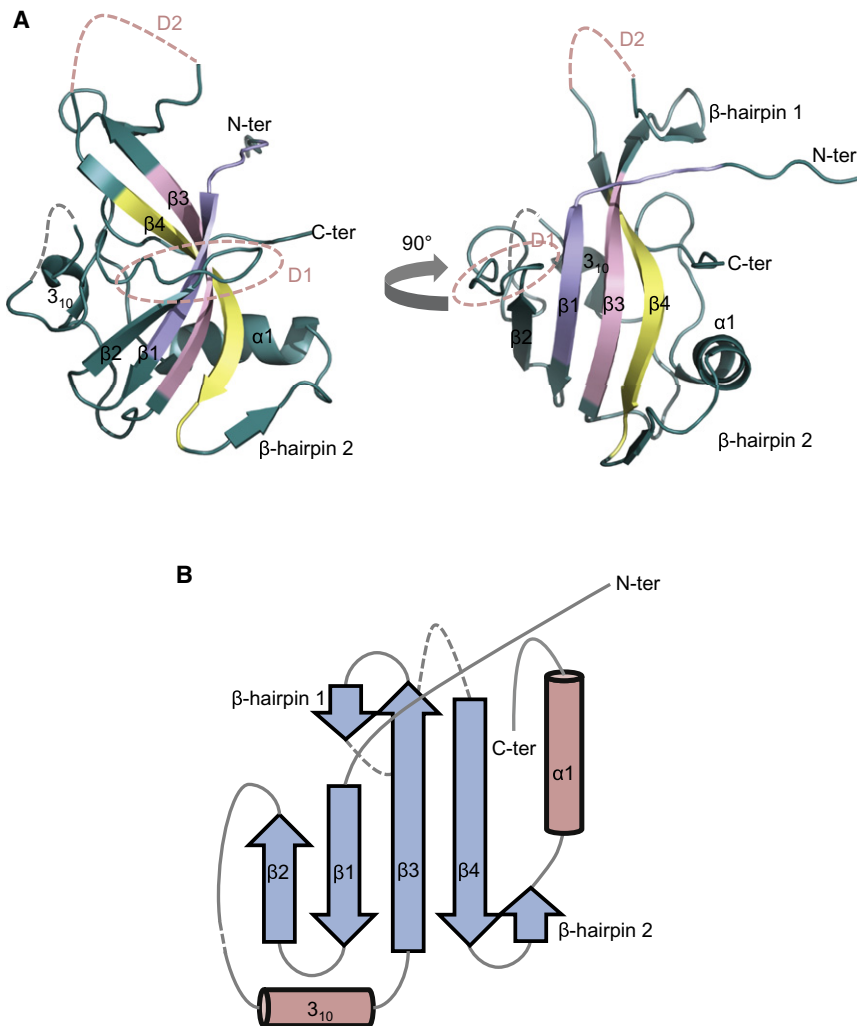 A
D2
N-ter
β3
β4
C-ter
D1
3₁₀
β2
β1
α1
β-hairpin 2
90°
D2
β-hairpin 1
N-ter
D1
3₁₀
C-ter
β1
β3
β4
β2
α1
β-hairpin 2
B
N-ter
β-hairpin 1
C-ter
α1
β2
β1
β3
β4
β-hairpin 2
3₁₀